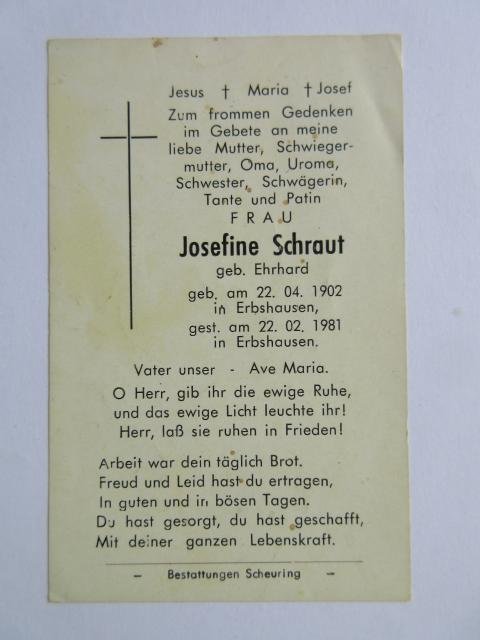 Jesus † Maria † Josef
Zum frommen Gedenken
im Gebete an meine
liebe Mutter, Schwieger-
mutter, Oma, Uroma,
Schwester, Schwägerin,
Tante und Patin
FRAU
Josefine Schraut
geb. Ehrhard
geb. am 22. 04. 1902
in Erbshausen,
gest. am 22. 02. 1981
in Erbshausen.
Vater unser - Ave Maria.
O Herr, gib ihr die ewige Ruhe,
und das ewige Licht leuchte ihr!
Herr, laß sie ruhen in Frieden!
Arbeit war dein täglich Brot.
Freud und Leid hast du ertragen,
In guten und in bösen Tagen.
Du hast gesorgt, du hast geschafft,
Mit deiner ganzen Lebenskraft.
- Bestattungen Scheuring -